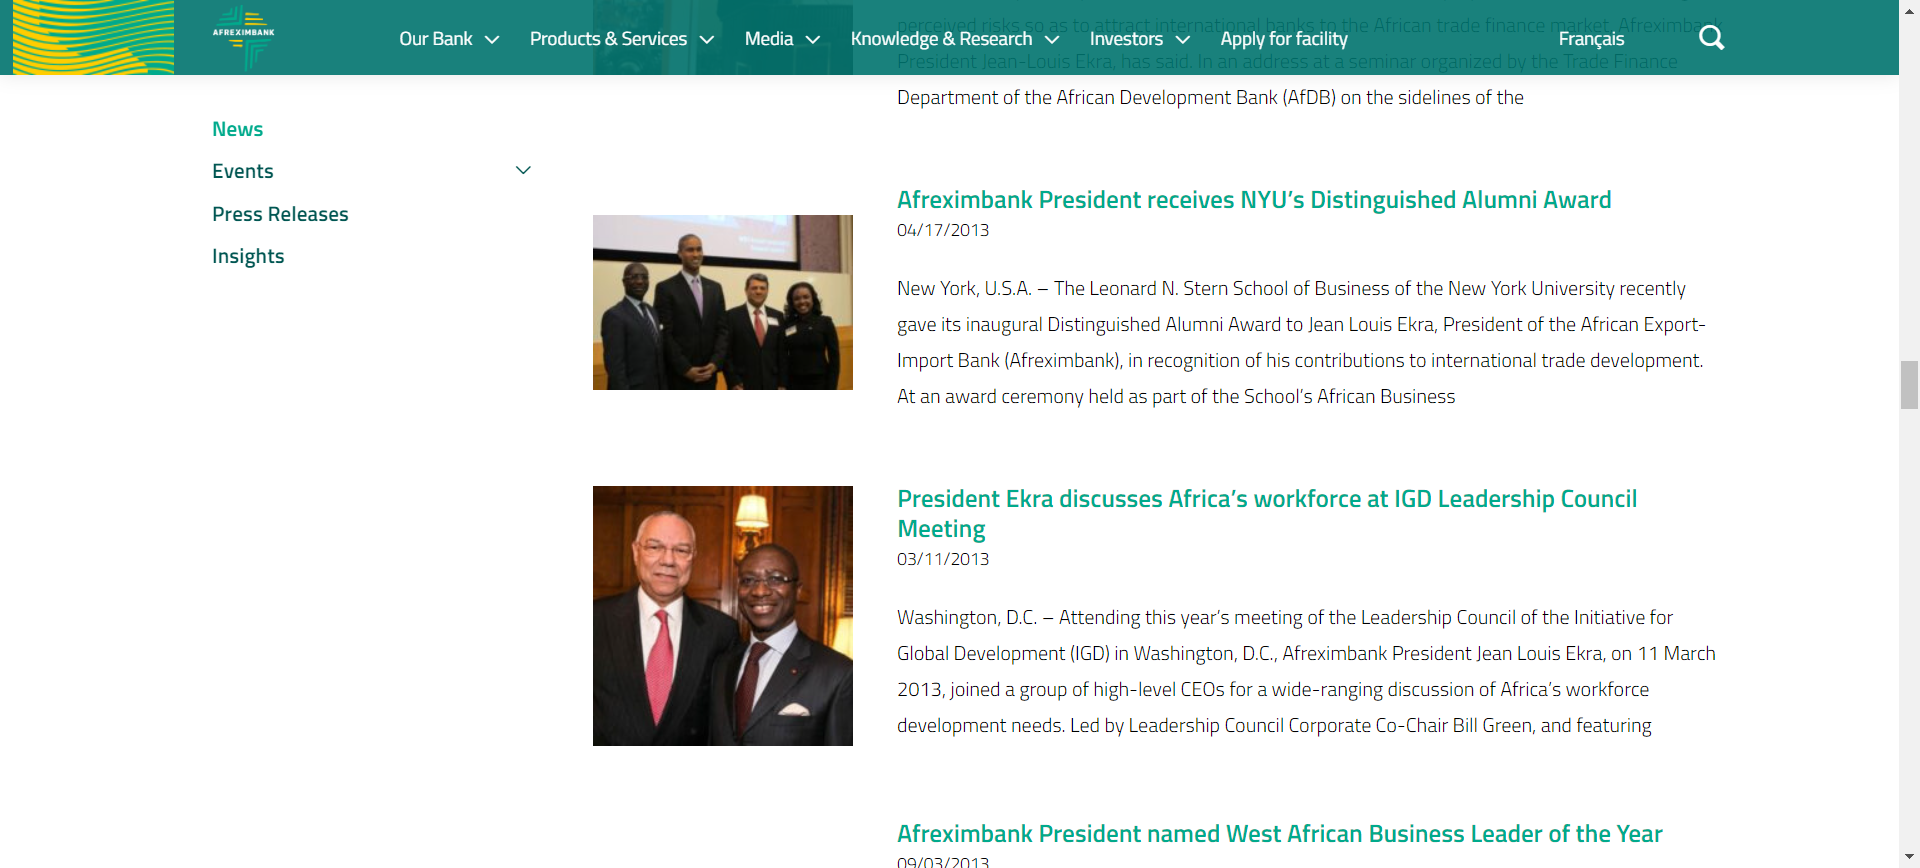 AFREXIMBANK
Our Bank
Products & Services
Media
Knowledge & Research
Investors
Apply for facility
Français
perceived risks so as to attract international banks to the African trade finance market, Afreximbank
President Jean-Louis Ekra, has said. In an address at a seminar organized by the Trade Finance
Department of the African Development Bank (AfDB) on the sidelines of the
News
Events
Press Releases
Insights
Afreximbank President receives NYU’s Distinguished Alumni Award
04/17/2013
New York, U.S.A. – The Leonard N. Stern School of Business of the New York University recently
gave its inaugural Distinguished Alumni Award to Jean Louis Ekra, President of the African Export-
Import Bank (Afreximbank), in recognition of his contributions to international trade development.
At an award ceremony held as part of the School’s African Business
President Ekra discusses Africa’s workforce at IGD Leadership Council
Meeting
03/11/2013
Washington, D.C. – Attending this year’s meeting of the Leadership Council of the Initiative for
Global Development (IGD) in Washington, D.C., Afreximbank President Jean Louis Ekra, on 11 March
2013, joined a group of high-level CEOs for a wide-ranging discussion of Africa’s workforce
development needs. Led by Leadership Council Corporate Co-Chair Bill Green, and featuring
Afreximbank President named West African Business Leader of the Year
09/03/2013